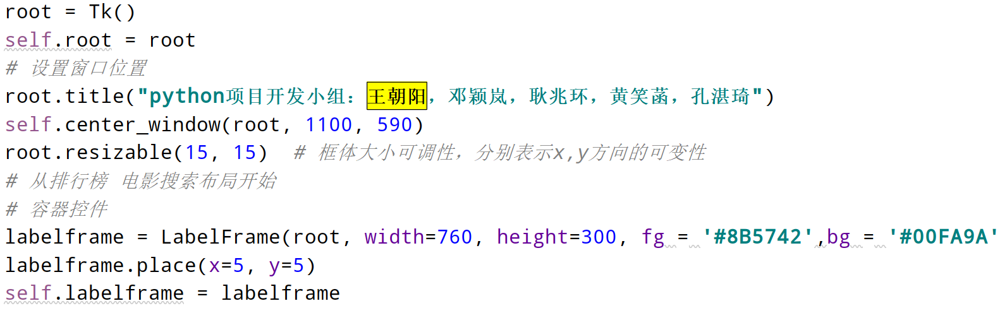 root = Tk()
self.root = root
# 设置窗口位置
root.title("python项目开发小组：王朝阳，邓颖岚，耿兆环，黄笑菡，孔湛琦")
self.center_window(root, 1100, 590)
root.resizable(15, 15)  # 框体大小可调性，分别表示x,y方向的可变性
# 从排行榜 电影搜索布局开始
# 容器控件
labelframe = LabelFrame(root, width=760, height=300, fg = '#8B5742',bg = '#00FA9A'
labelframe.place(x=5, y=5)
self.labelframe = labelframe